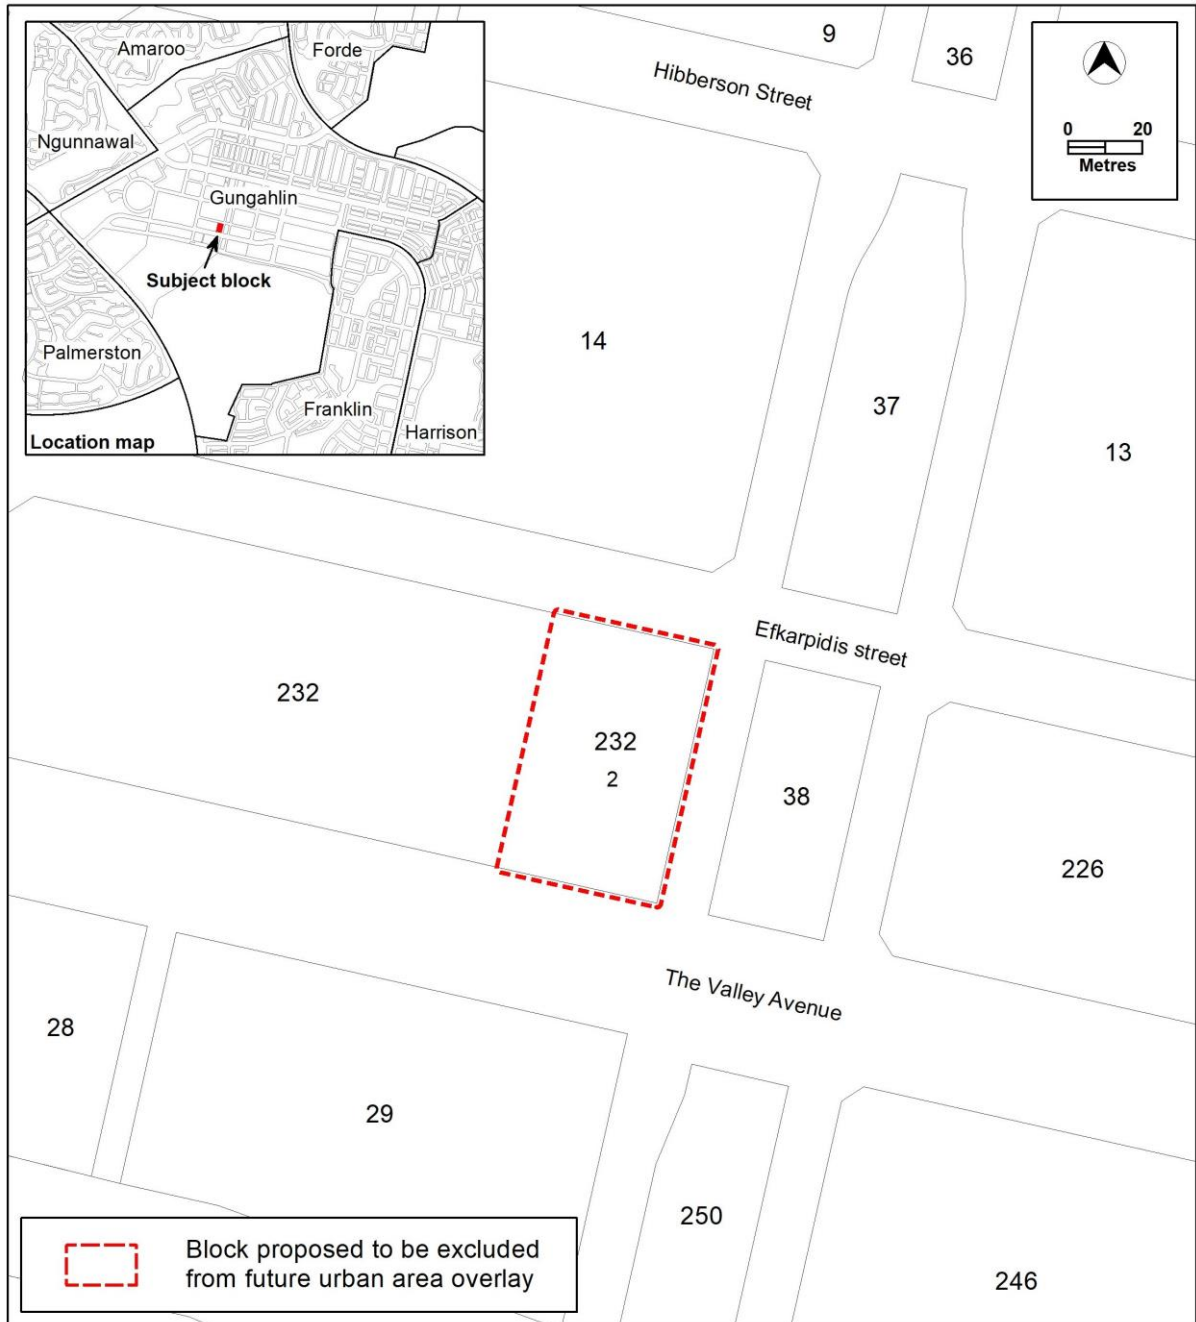 Amaroo
Forde
Ngunnawal
Gungahlin
Subject block
Palmerston
Franklin
Harrison
Location map
9
36
Hibberson Street
0 20
Metres
14
37
13
Efkarpidis street
232
232
2
38
226
The Valley Avenue
28
29
250
246
Block proposed to be excluded
from future urban area overlay